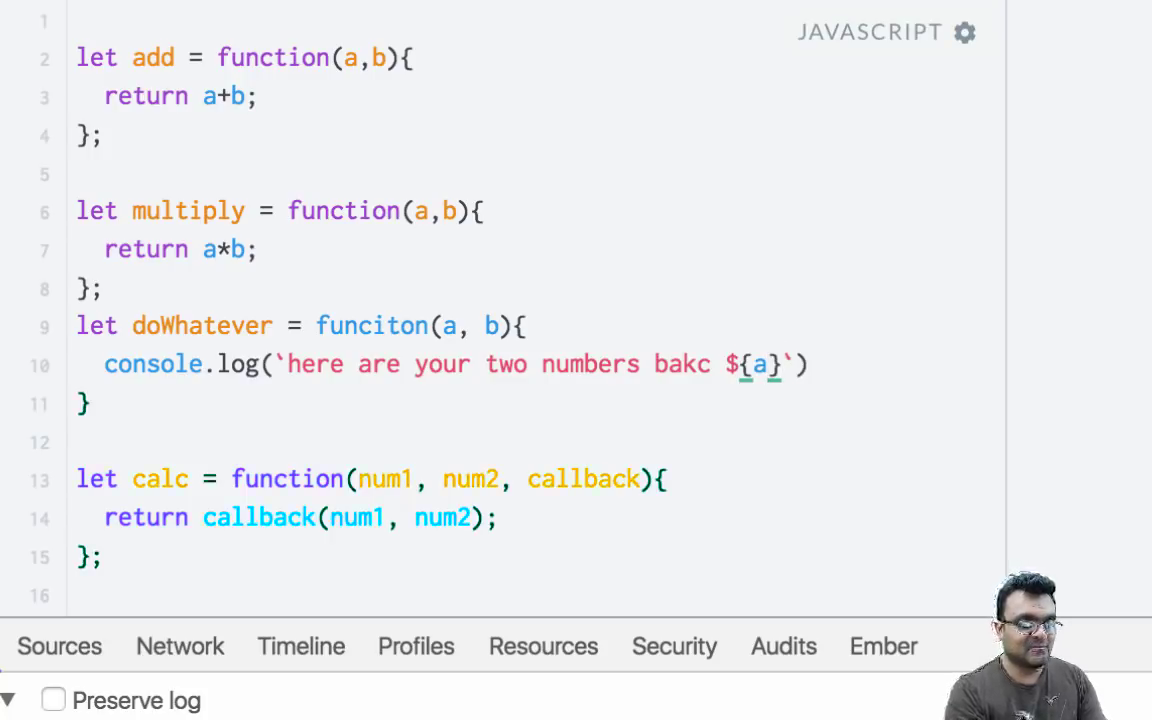 JAVASCRIPT
1
2 let add = function(a,b){
3 return a+b;
4 };
5
6 let multiply = function(a,b){
7 return a*b;
8 };
9 let doWhatever = funciton(a, b){
10 console.log(`here are your two numbers bakc ${a}`)
11 }
12
13 let calc = function(num1, num2, callback){
14 return callback(num1, num2);
15 };
16
Sources Network Timeline Profiles Resources Security Audits Ember
Preserve log